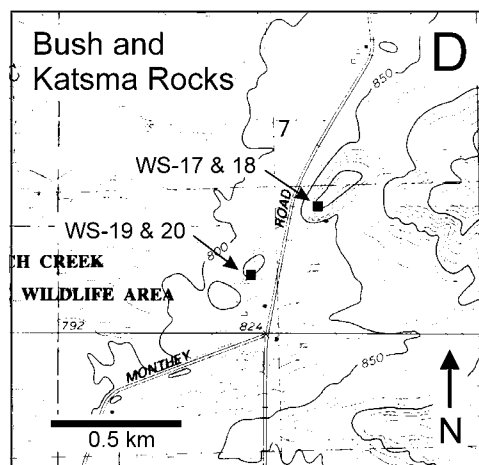 Bush and
Katsma Rocks
D
850
7
WS-17 & 18
ROAD
WS-19 & 20
800
CH CREEK
WILDLIFE AREA
792
824
MONTHEY
850
0.5 km
N